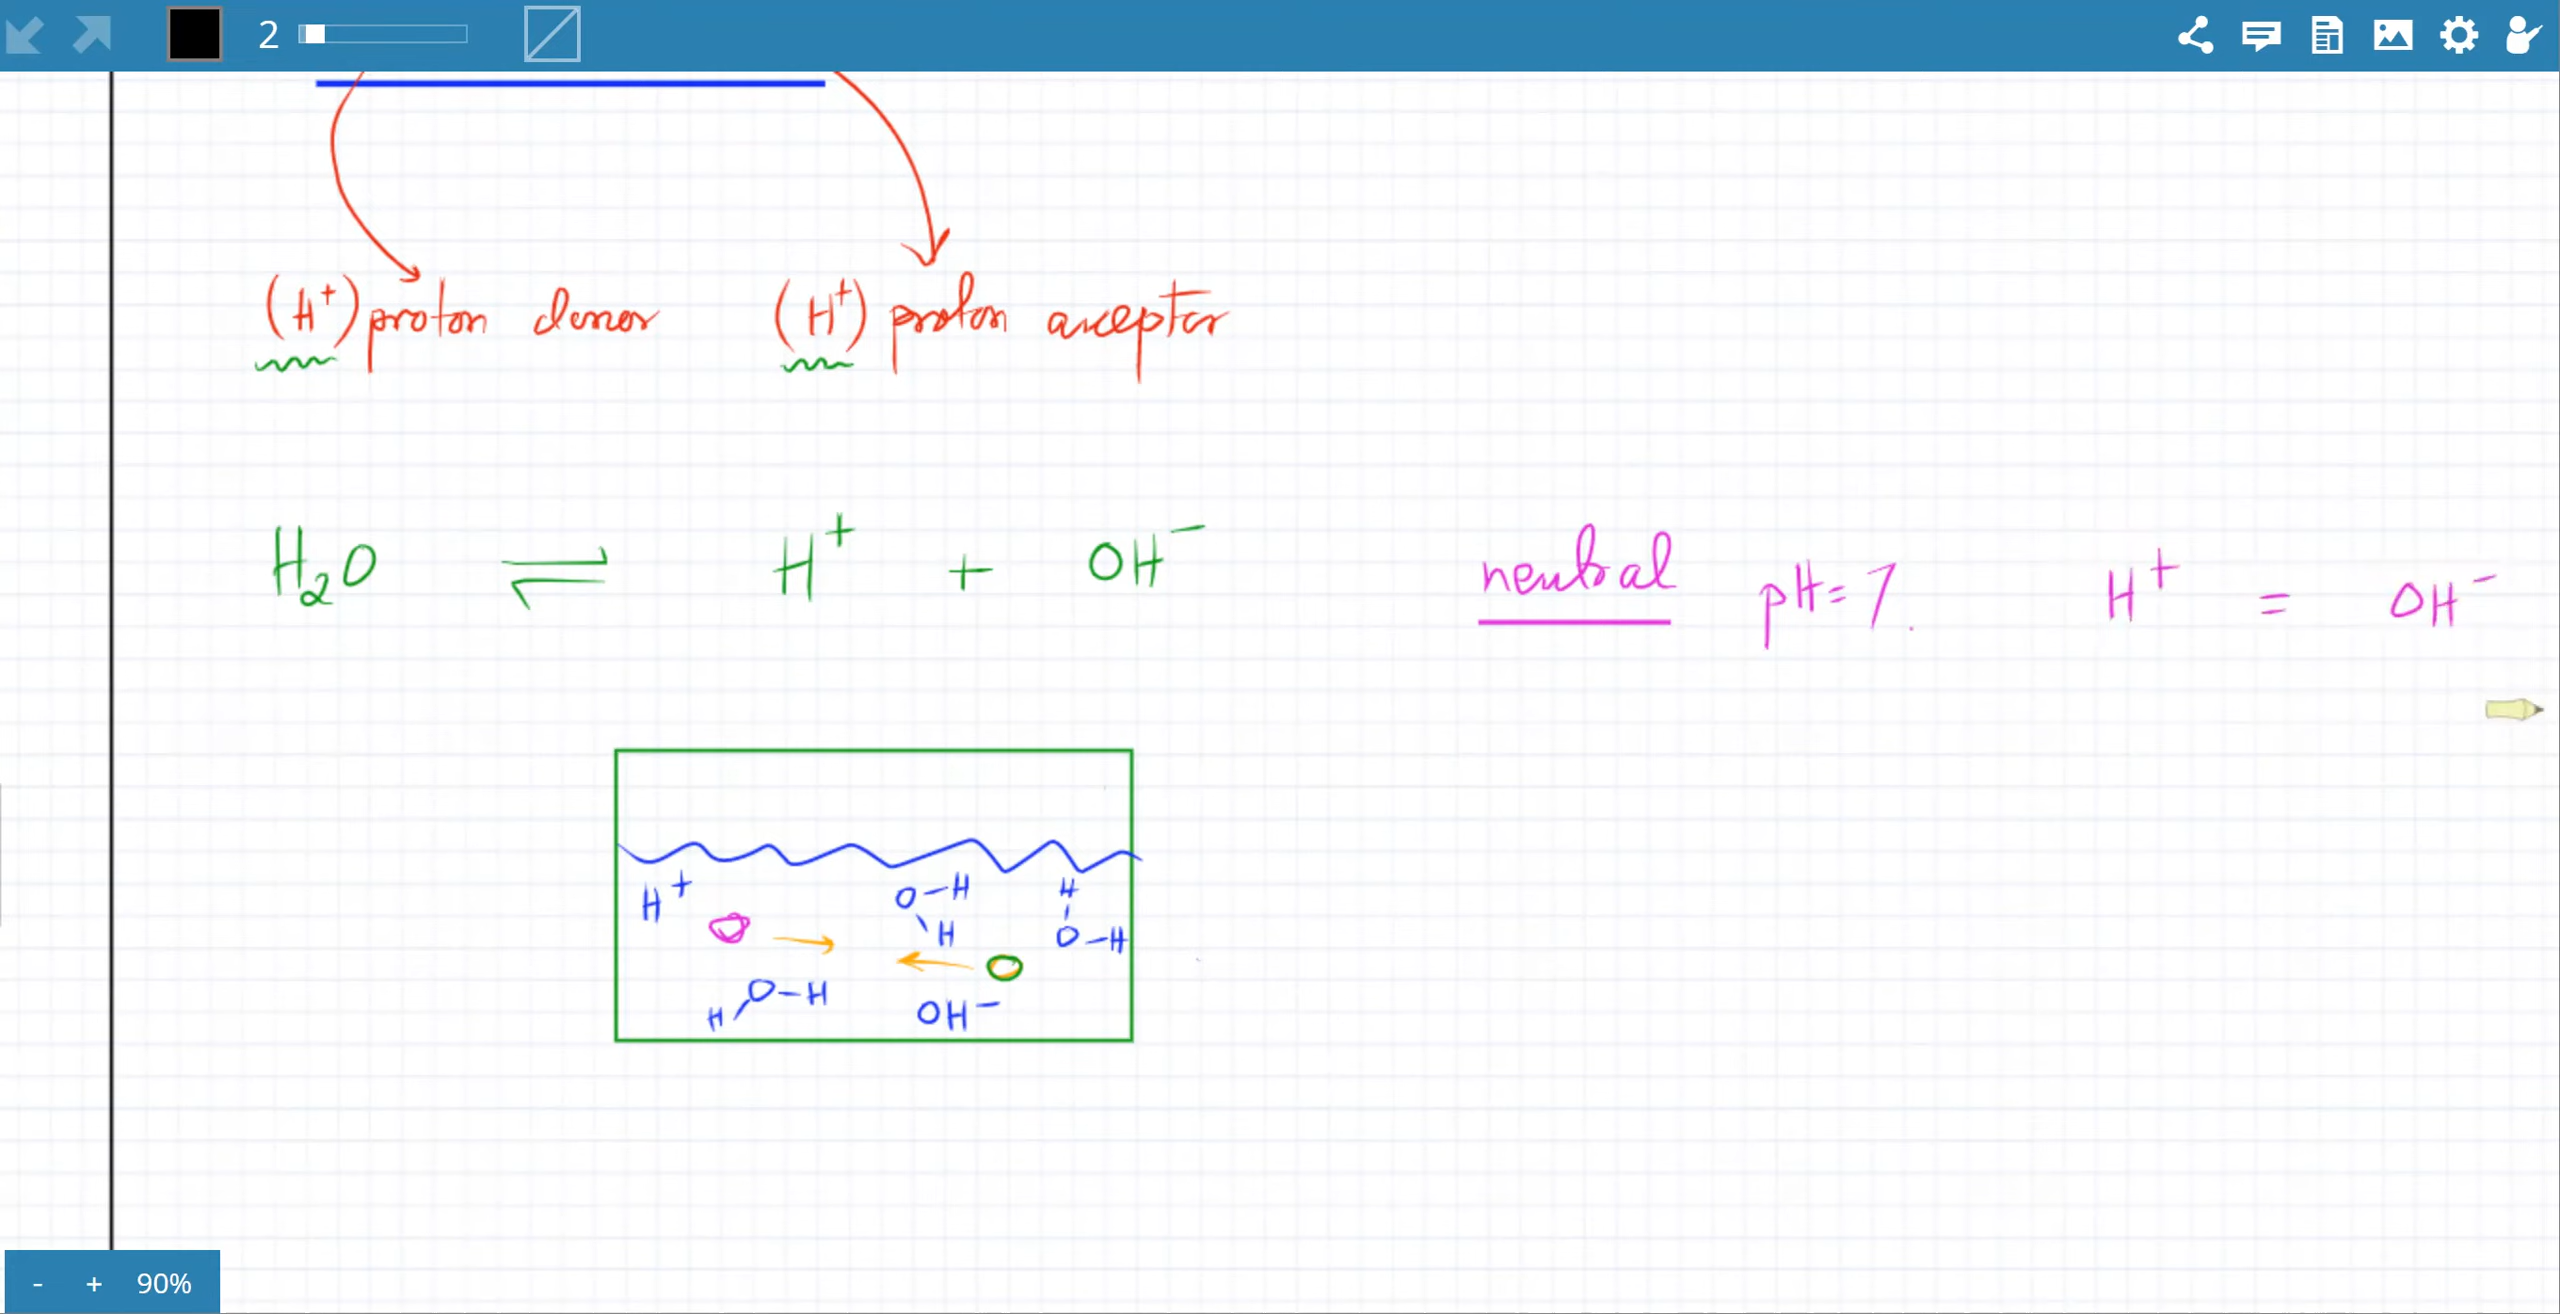 2
(H⁺) proton donor (H⁺) proton acceptor
H₂O ⇌ H⁺ + OH⁻ neutral pH = 7. H⁺ = OH⁻
H⁺ O-H H
H O-H
H O-H OH⁻
- + 90%